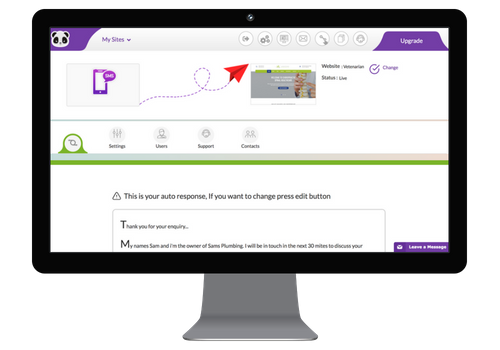 My Sites
Upgrade
SMS
Website : Veterinarian
Change
Status : Live
Settings
Users
Support
Contacts
This is your auto response, If you want to change press edit button
Thank you for your enquiry...
My names Sam and I'm the owner of Sams Plumbing, I will be in touch in the next 30 mites to discuss your
Leave a Message